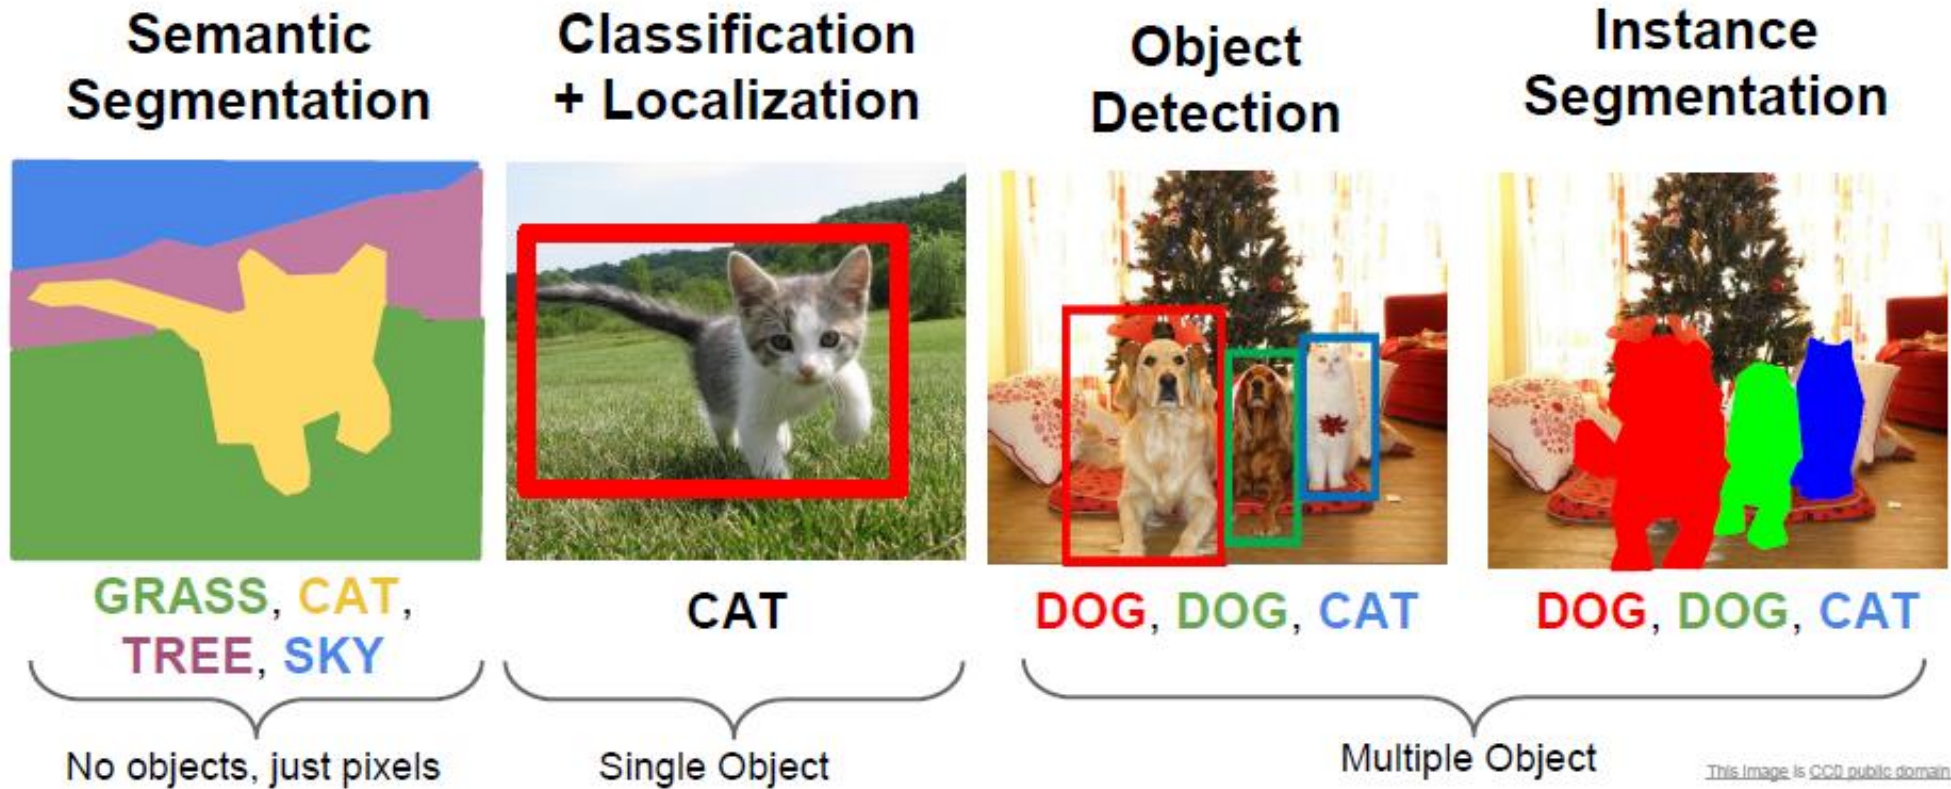 Semantic
Segmentation
Classification
+ Localization
Object
Detection
Instance
Segmentation
GRASS, CAT,
TREE, SKY
CAT
DOG, DOG, CAT
DOG, DOG, CAT
No objects, just pixels
Single Object
Multiple Object
This image is CC0 public domain